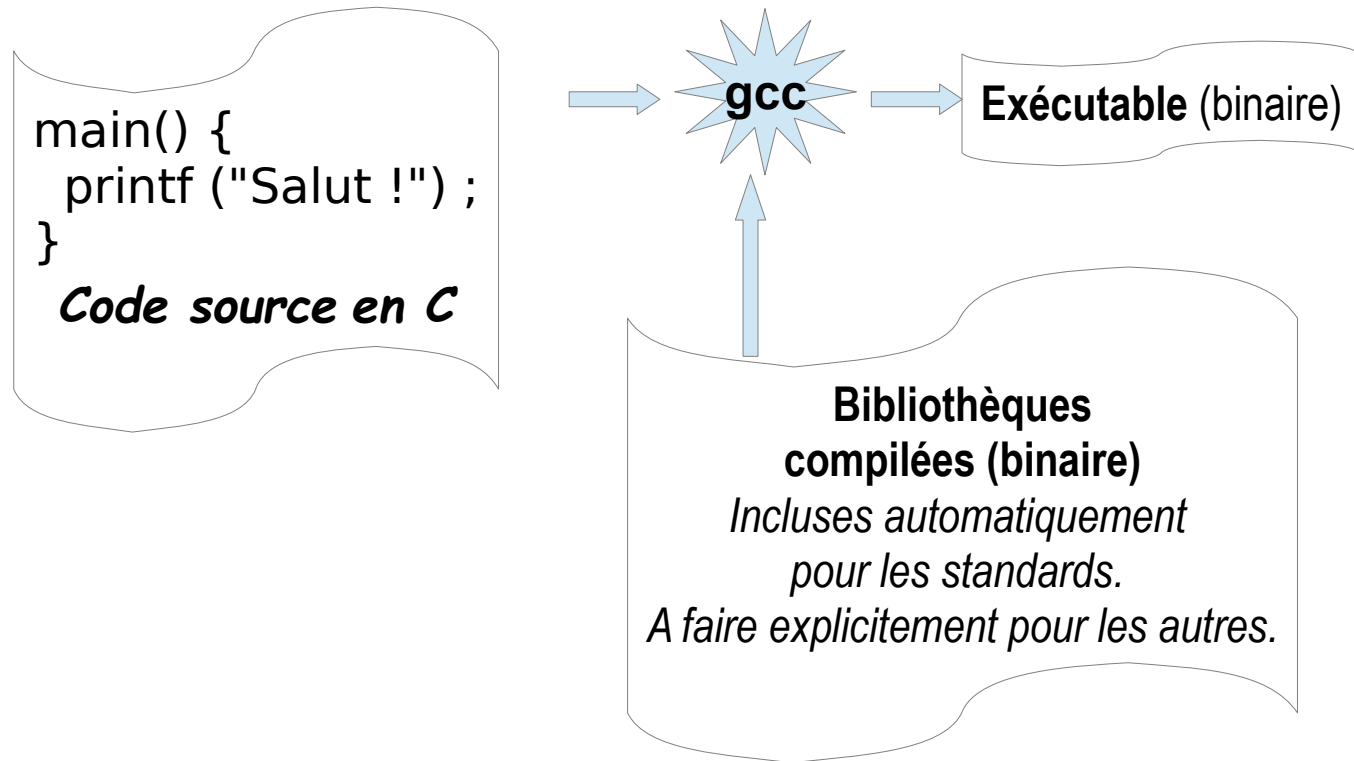 main() {
printf ("Salut !") ;
}
Code source en C
gcc
Exécutable (binaire)
Bibliothèques
compilées (binaire)
Incluses automatiquement
pour les standards.
A faire explicitement pour les autres.